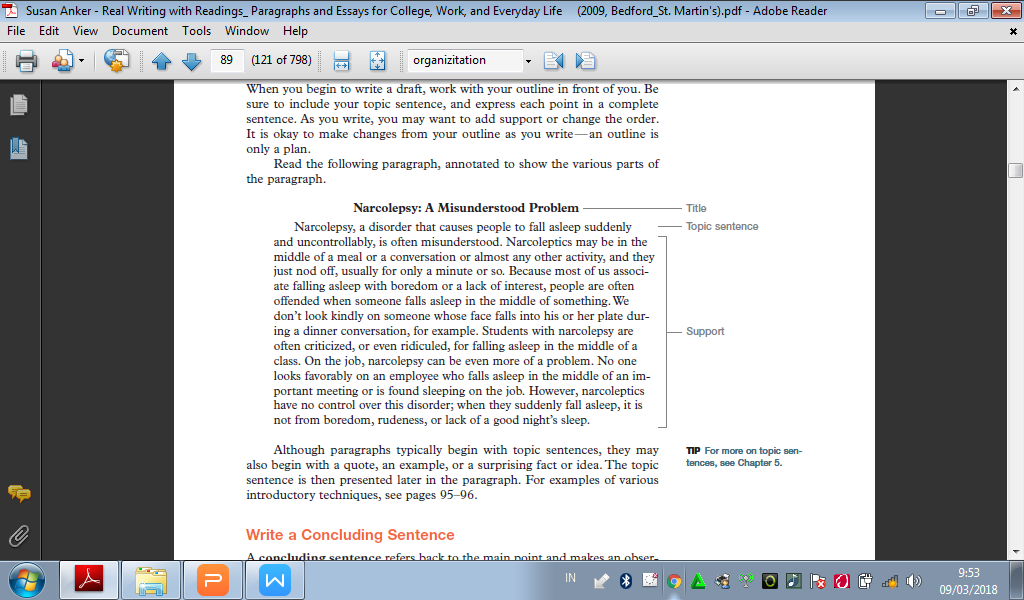 Susan Anker - Real Writing with Readings_ Paragraphs and Essays for College, Work, and Everyday Life (2009, Bedford_St. Martin's).pdf - Adobe Reader
File Edit View Document Tools Window Help
89 (121 of 798) organizitation
When you begin to write a draft, work with your outline in front of you. Be
sure to include your topic sentence, and express each point in a complete
sentence. As you write, you may want to add support or change the order.
It is okay to make changes from your outline as you write—an outline is
only a plan.
Read the following paragraph, annotated to show the various parts of
the paragraph.
Narcolepsy: A Misunderstood Problem Title
Narcolepsy, a disorder that causes people to fall asleep suddenly Topic sentence
and uncontrollably, is often misunderstood. Narcoleptics may be in the
middle of a meal or a conversation or almost any other activity, and they
just nod off, usually for only a minute or so. Because most of us associ-
ate falling asleep with boredom or a lack of interest, people are often
offended when someone falls asleep in the middle of something. We
don't look kindly on someone whose face falls into his or her plate dur-
ing a dinner conversation, for example. Students with narcolepsy are Support
often criticized, or even ridiculed, for falling asleep in the middle of a
class. On the job, narcolepsy can be even more of a problem. No one
looks favorably on an employee who falls asleep in the middle of an im-
portant meeting or is found sleeping on the job. However, narcoleptics
have no control over this disorder; when they suddenly fall asleep, it is
not from boredom, rudeness, or lack of a good night's sleep.
Although paragraphs typically begin with topic sentences, they may
also begin with a quote, an example, or a surprising fact or idea. The topic
sentence is then presented later in the paragraph. For examples of various
introductory techniques, see pages 95–96.
TIP For more on topic sen-
tences, see Chapter 5.
Write a Concluding Sentence
A concluding sentence refers back to the main point and makes an obser-
IN
9:53
09/03/2018